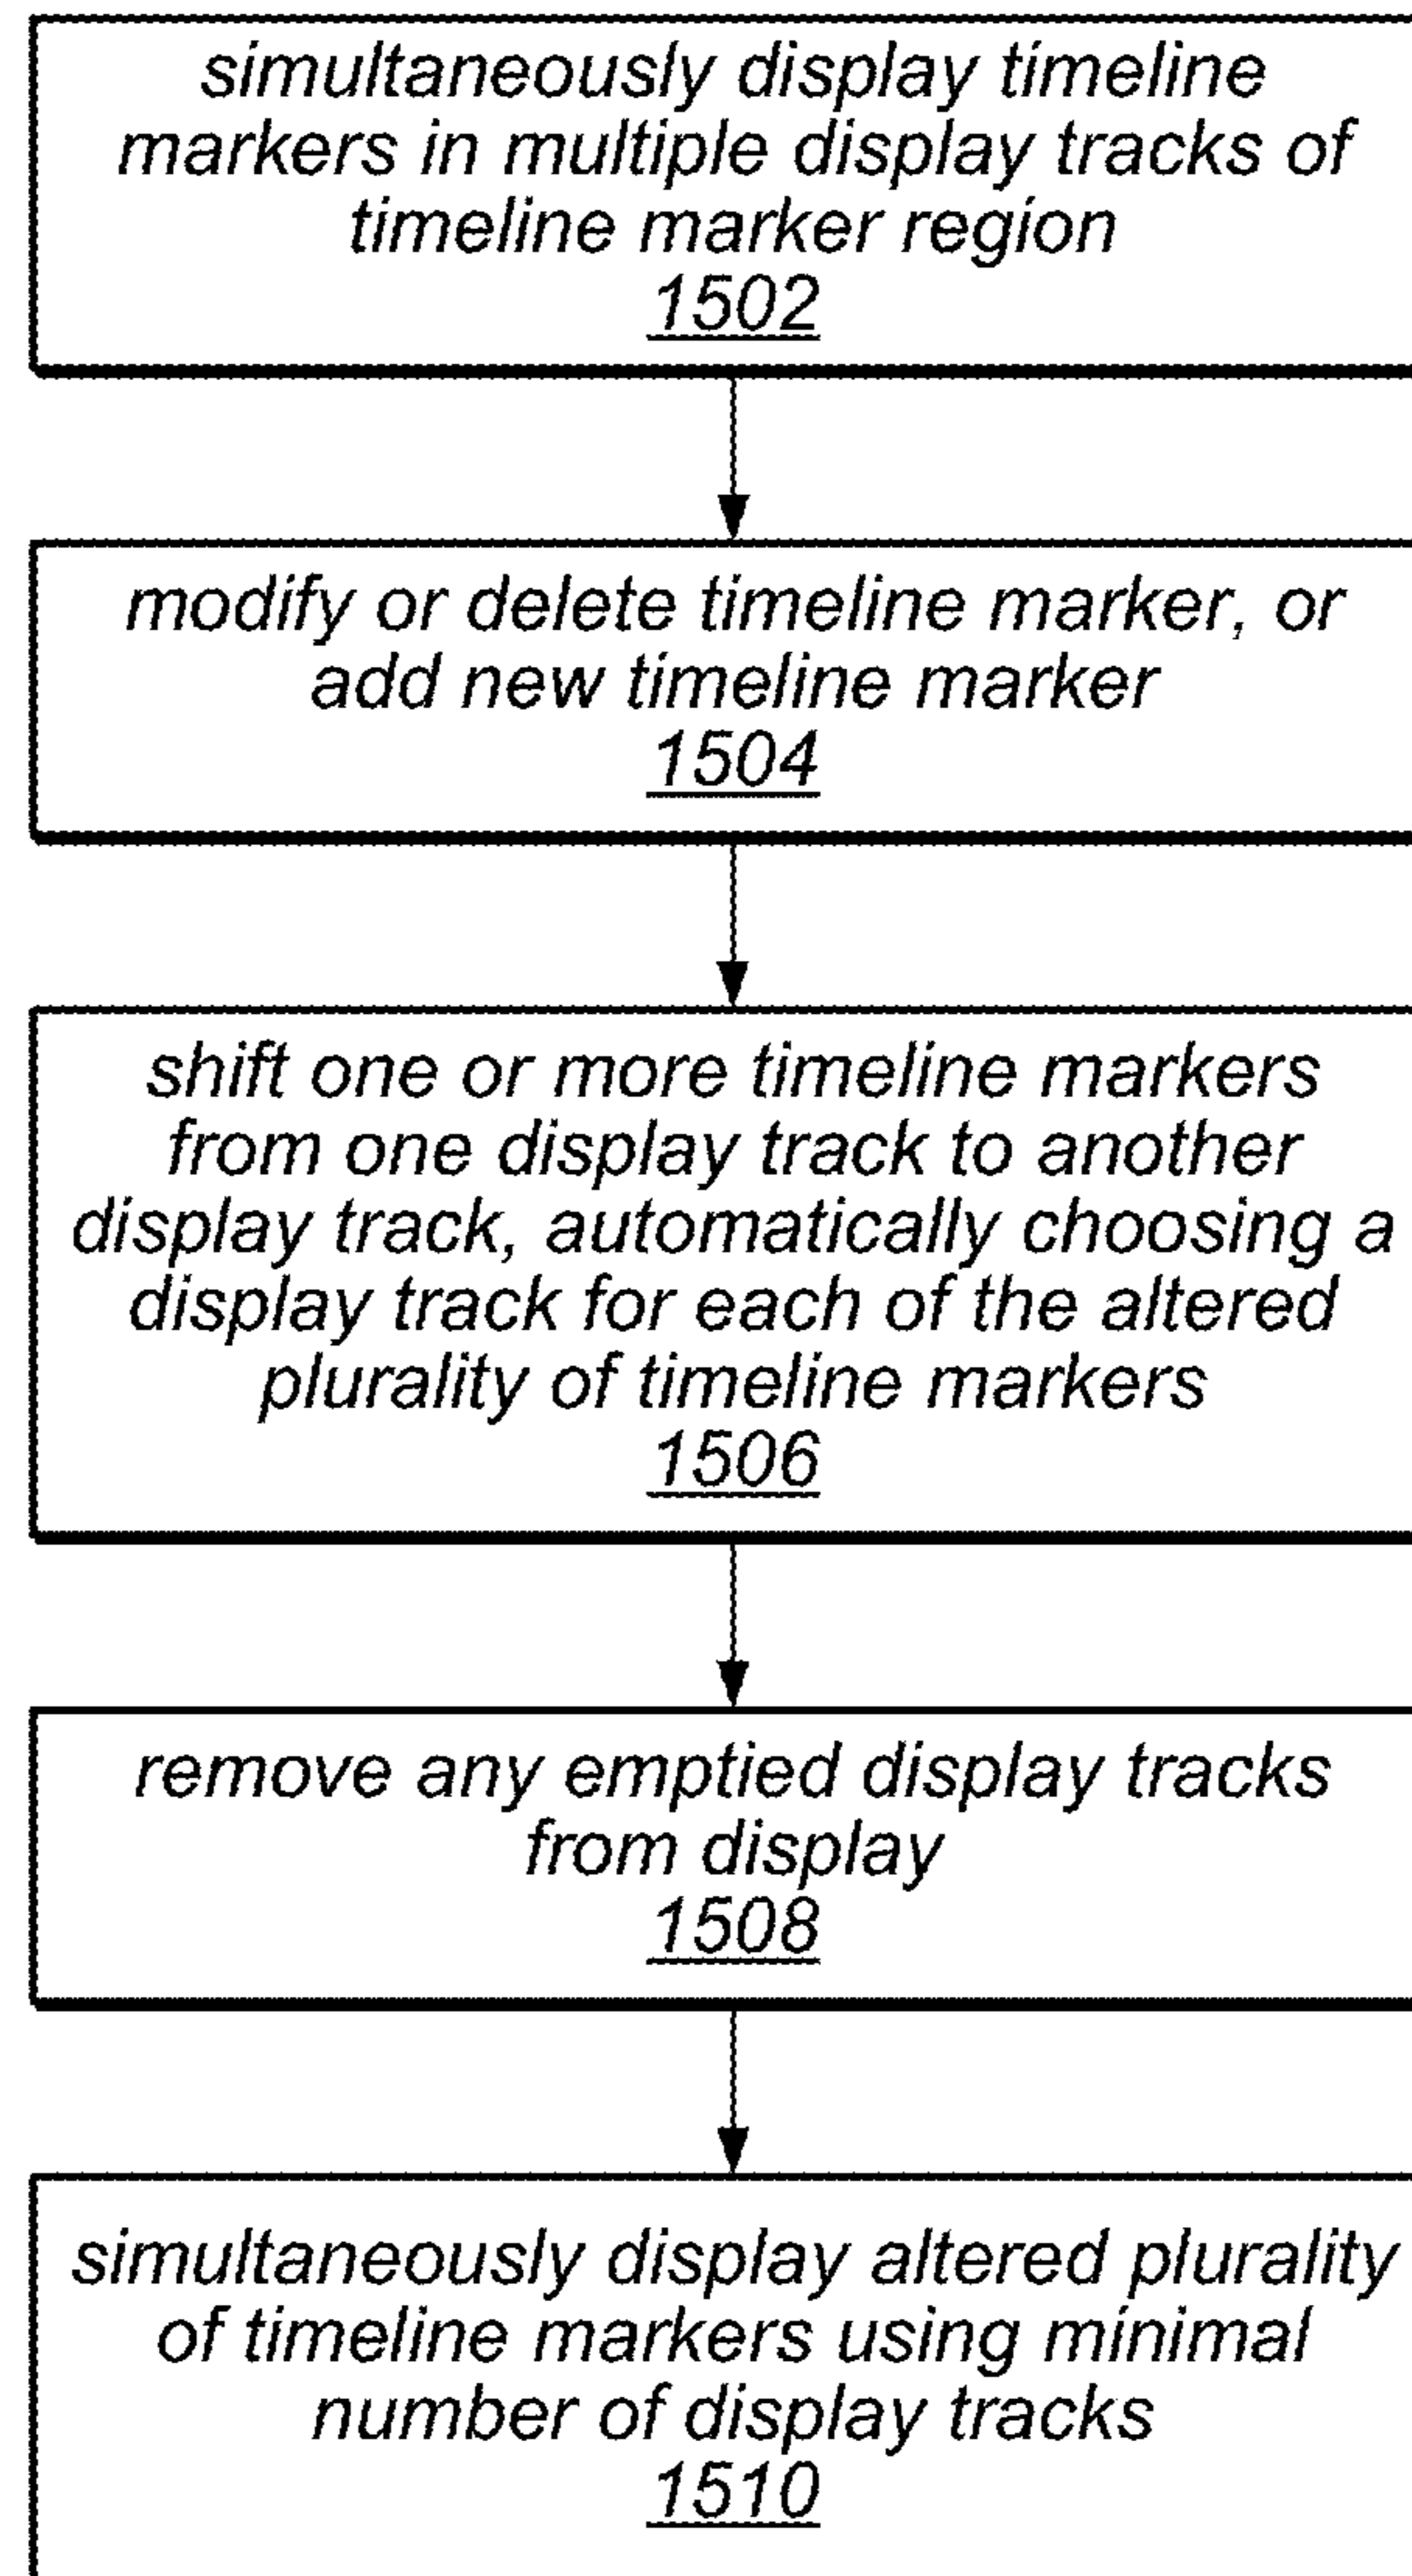 simultaneously display timeline
markers in multiple display tracks of
timeline marker region
1502
modify or delete timeline marker, or
add new timeline marker
1504
shift one or more timeline markers
from one display track to another
display track, automatically choosing a
display track for each of the altered
plurality of timeline markers
1506
remove any emptied display tracks
from display
1508
simultaneously display altered plurality
of timeline markers using minimal
number of display tracks
1510